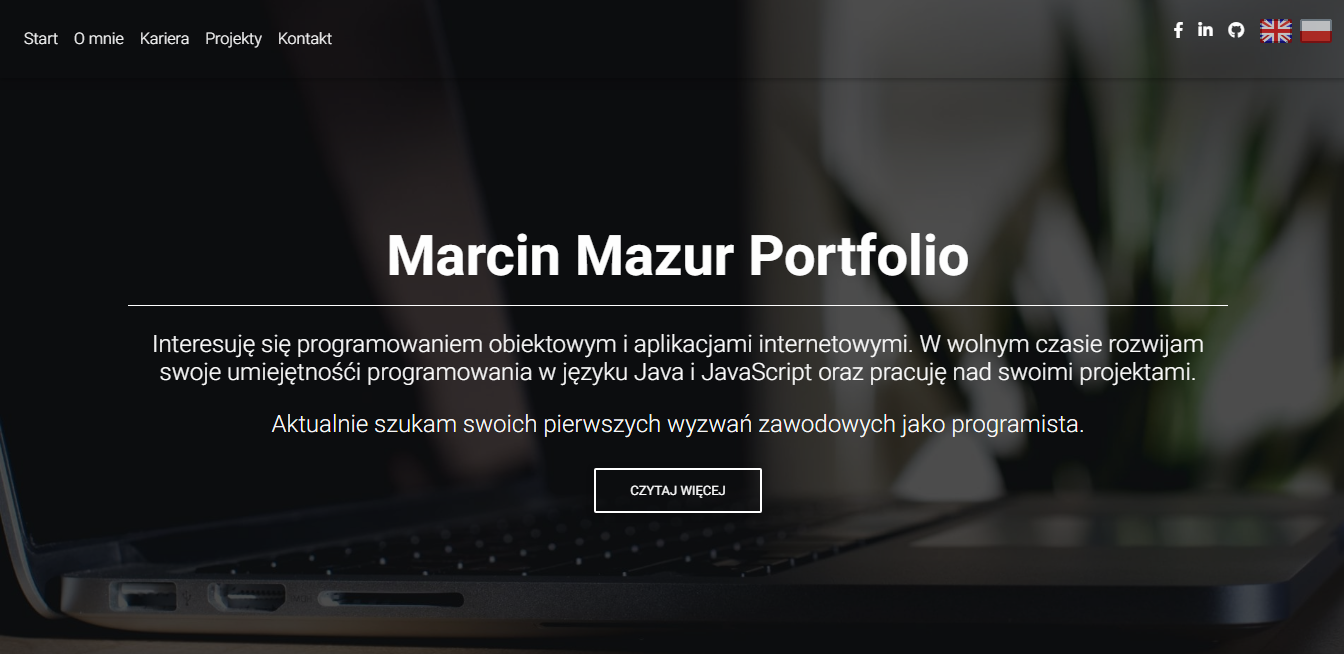 Start O mnie Kariera Projekty Kontakt
Marcin Mazur Portfolio
Interesuję się programowaniem obiektowym i aplikacjami internetowymi. W wolnym czasie rozwijam
swoje umiejętnośći programowania w języku Java i JavaScript oraz pracuję nad swoimi projektami.
Aktualnie szukam swoich pierwszych wyzwań zawodowych jako programista.
CZYTAJ WIĘCEJ